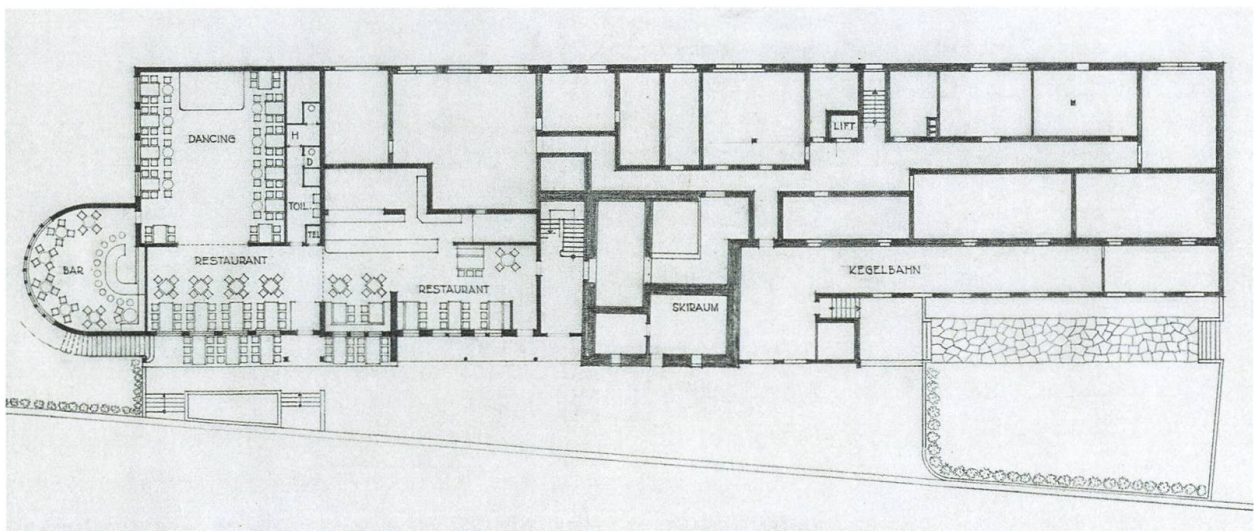 DANCING
H
D
TOIL.
TEL
LIFT
BAR
RESTAURANT
RESTAURANT
KEGELBAHN
SKIRAUM